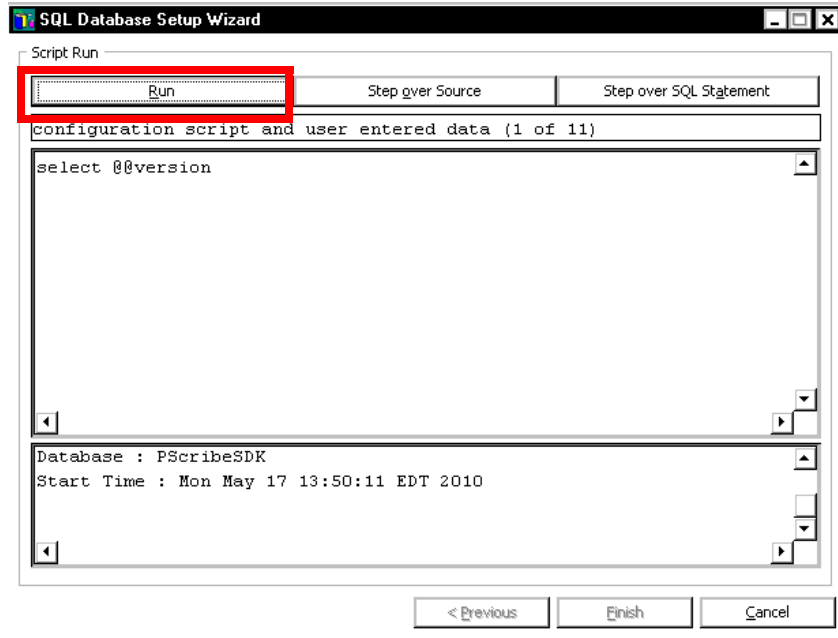 SQL Database Setup Wizard
Script Run
Run
Step over Source
Step over SQL Statement
configuration script and user entered data (1 of 11)
select @@version
Database : PScribeSDK
Start Time : Mon May 17 13:50:11 EDT 2010
< Previous
Finish
Cancel